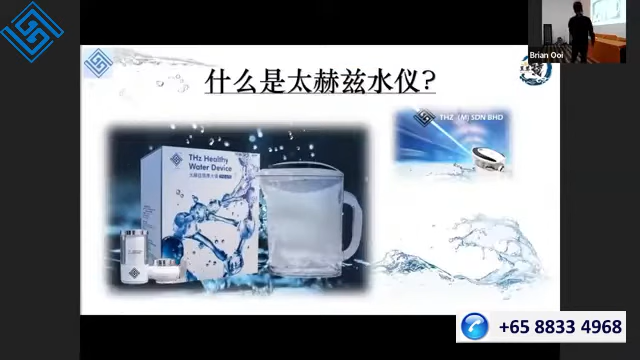 什么是太赫兹水仪?
Brian Ooi
THZ (M) SDN BHD
THz Healthy
Water Device
+65 8833 4968